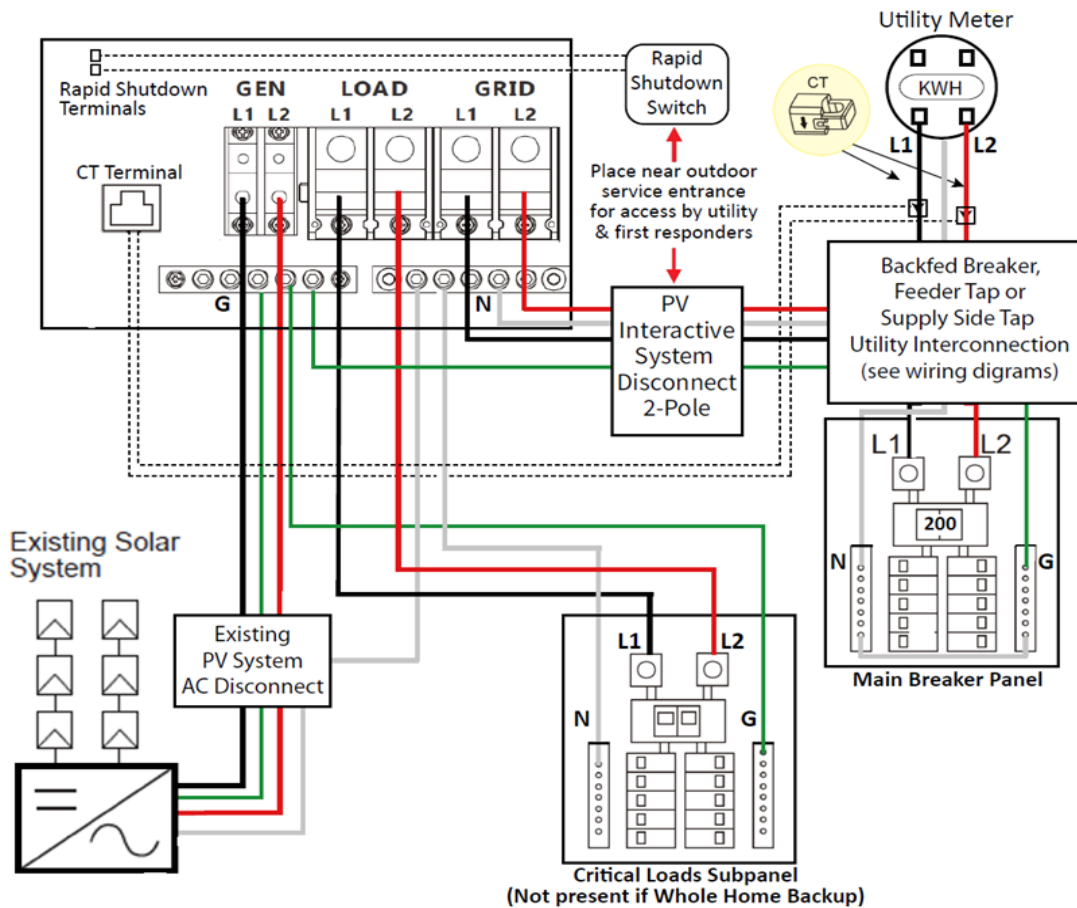 Utility Meter
KWH
CT
L1
L2
Rapid Shutdown
Terminals
Rapid
Shutdown
Switch
GEN
LOAD
GRID
L1
L2
L1
L2
L1
L2
CT Terminal
Place near outdoor
service entrance
for access by utility
& first responders
G
N
PV
Interactive
System
Disconnect
2-Pole
Backfed Breaker,
Feeder Tap or
Supply Side Tap
Utility Interconnection
(see wiring digrams)
L1
L2
200
N
G
Main Breaker Panel
Existing Solar
System
Existing
PV System
AC Disconnect
L1
L2
N
G
Critical Loads Subpanel
(Not present if Whole Home Backup)